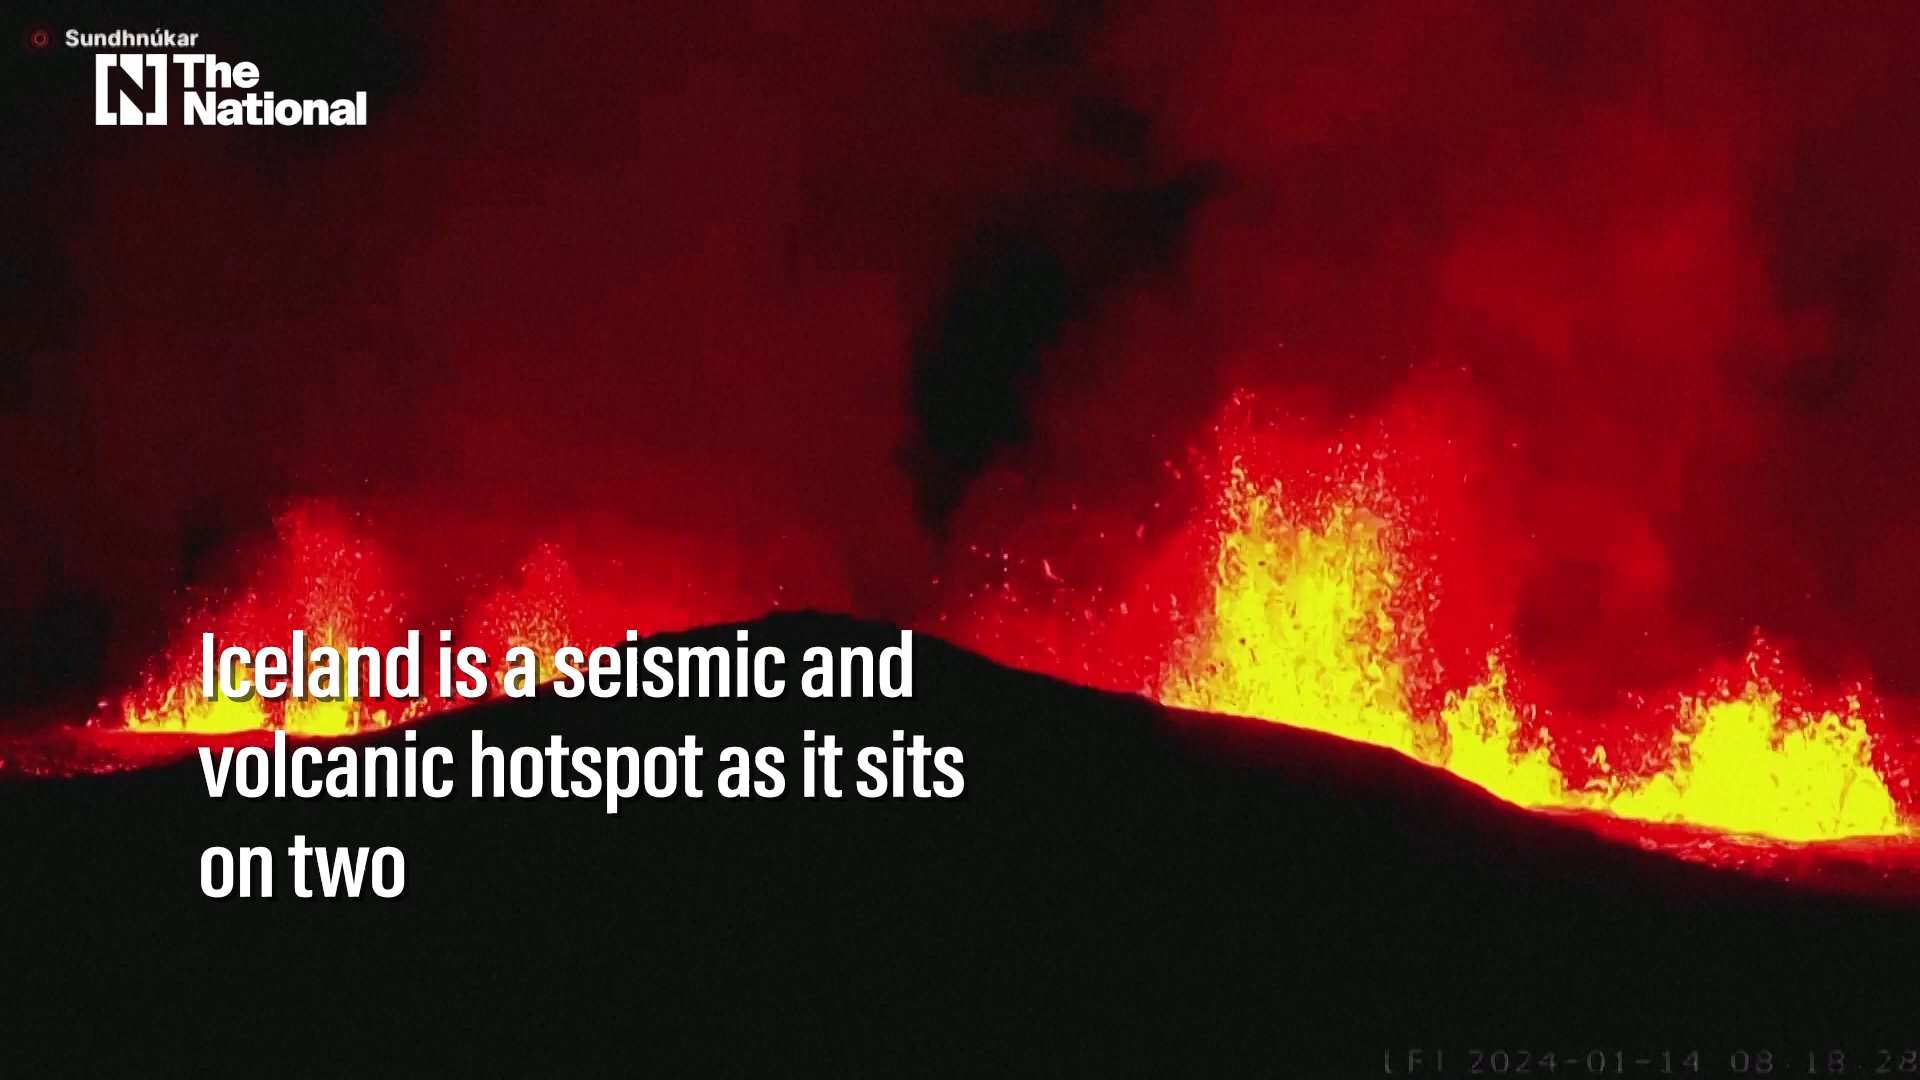 Sundhnúkar
The
National
Iceland is a seismic and
volcanic hotspot as it sits
on two
2024-01-14 08 18 28